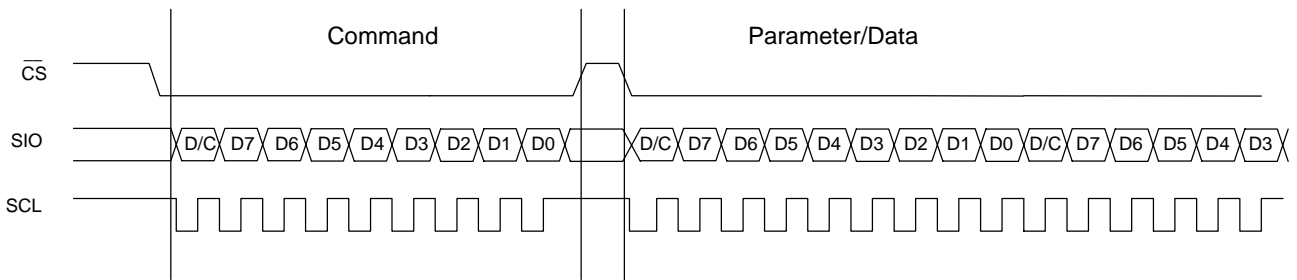 Command Parameter/Data
CS
SIO D/C D7 D6 D5 D4 D3 D2 D1 D0 D/C D7 D6 D5 D4 D3 D2 D1 D0 D/C D7 D6 D5 D4 D3
SCL